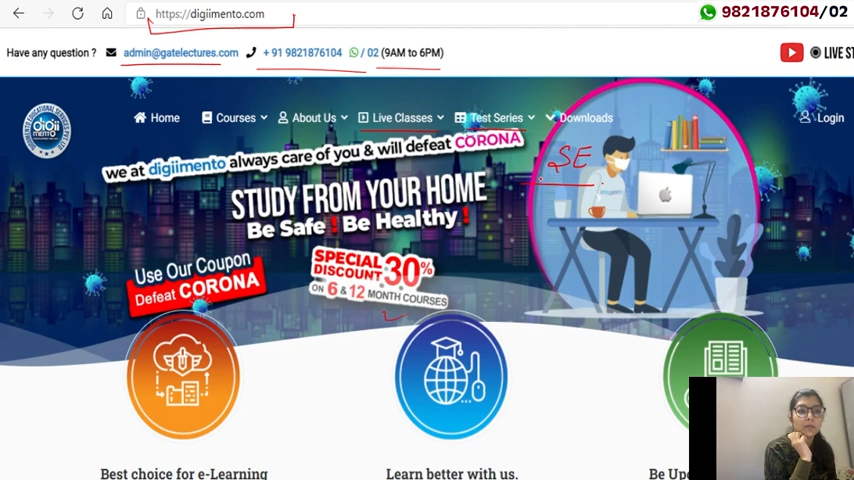 https://digiimento.com
9821876104/02
Have any question ? admin@gatelectures.com + 91 9821876104 / 02 (9AM to 6PM)
LIVE ST
DiGii
MENTO
Home Courses About Us Live Classes Test Series Downloads Login
we at digiimento always care of you & will defeat CORONA
SE
STUDY FROM YOUR HOME
Be Safe ! Be Healthy !
Use Our Coupon
Defeat CORONA
SPECIAL
DISCOUNT 30%
ON 6 & 12 MONTH COURSES
Best choice for e-Learning
Learn better with us.
Be Up